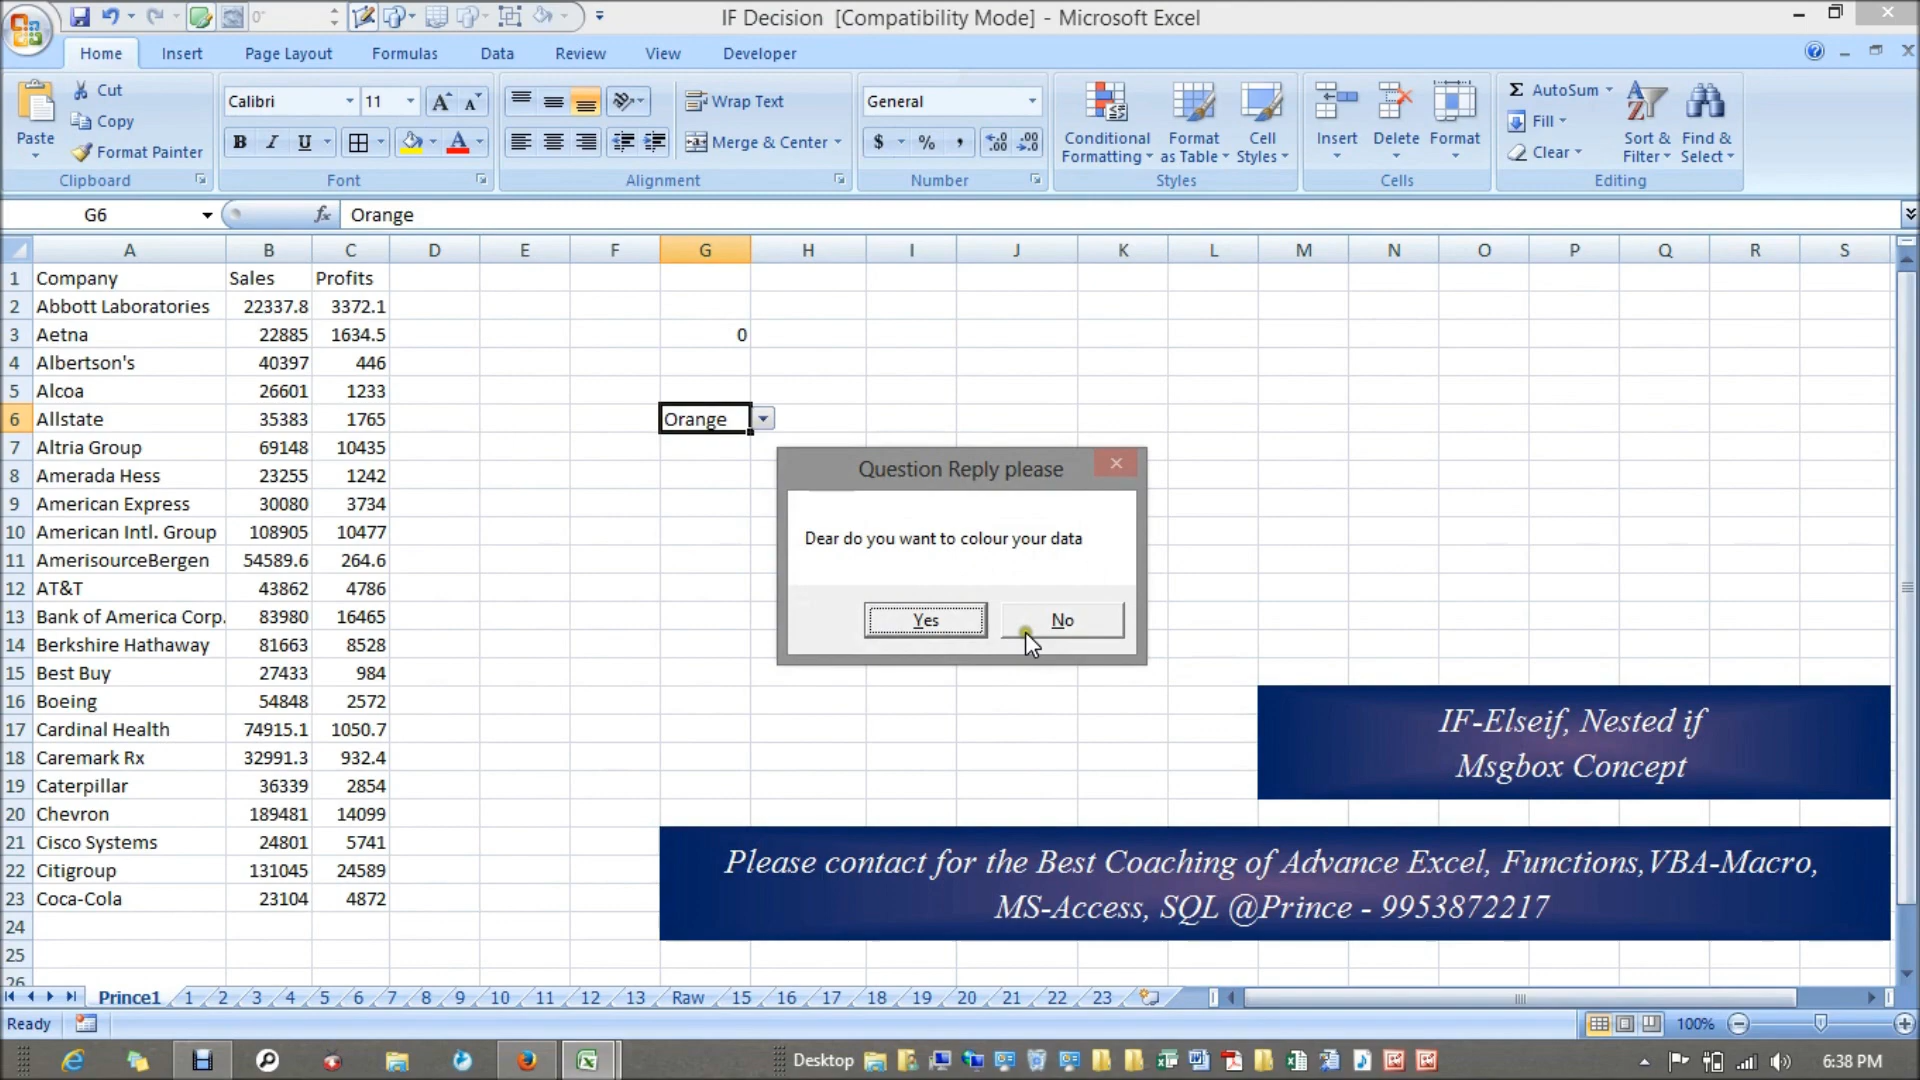 IF Decision [Compatibility Mode] - Microsoft Excel
Home Insert Page Layout Formulas Data Review View Developer
Paste Cut Copy Format Painter Clipboard
Calibri 11 B I U A Font
Wrap Text Merge & Center Alignment
General $ % , Number
Conditional Formatting Format as Table Cell Styles Styles
Insert Delete Format Cells
Σ AutoSum Fill Clear Sort & Filter Find & Select Editing
G6 fx Orange
A B C D E F G H I J K L M N O P Q R S
1 Company Sales Profits
2 Abbott Laboratories 22337.8 3372.1
3 Aetna 22885 1634.5 0
4 Albertson's 40397 446
5 Alcoa 26601 1233
6 Allstate 35383 1765 Orange
7 Altria Group 69148 10435
8 Amerada Hess 23255 1242
9 American Express 30080 3734
10 American Intl. Group 108905 10477
11 AmerisourceBergen 54589.6 264.6
12 AT&T 43862 4786
13 Bank of America Corp. 83980 16465
14 Berkshire Hathaway 81663 8528
15 Best Buy 27433 984
16 Boeing 54848 2572
17 Cardinal Health 74915.1 1050.7
18 Caremark Rx 32991.3 932.4
19 Caterpillar 36339 2854
20 Chevron 189481 14099
21 Cisco Systems 24801 5741
22 Citigroup 131045 24589
23 Coca-Cola 23104 4872
24
25
26
Question Reply please
Dear do you want to colour your data
Yes No
IF-Elseif, Nested if
Msgbox Concept
Please contact for the Best Coaching of Advance Excel, Functions,VBA-Macro,
MS-Access, SQL @Prince - 9953872217
Prince1 1 2 3 4 5 6 7 8 9 10 11 12 13 Raw 15 16 17 18 19 20 21 22 23
Ready 100%
Desktop 6:38 PM